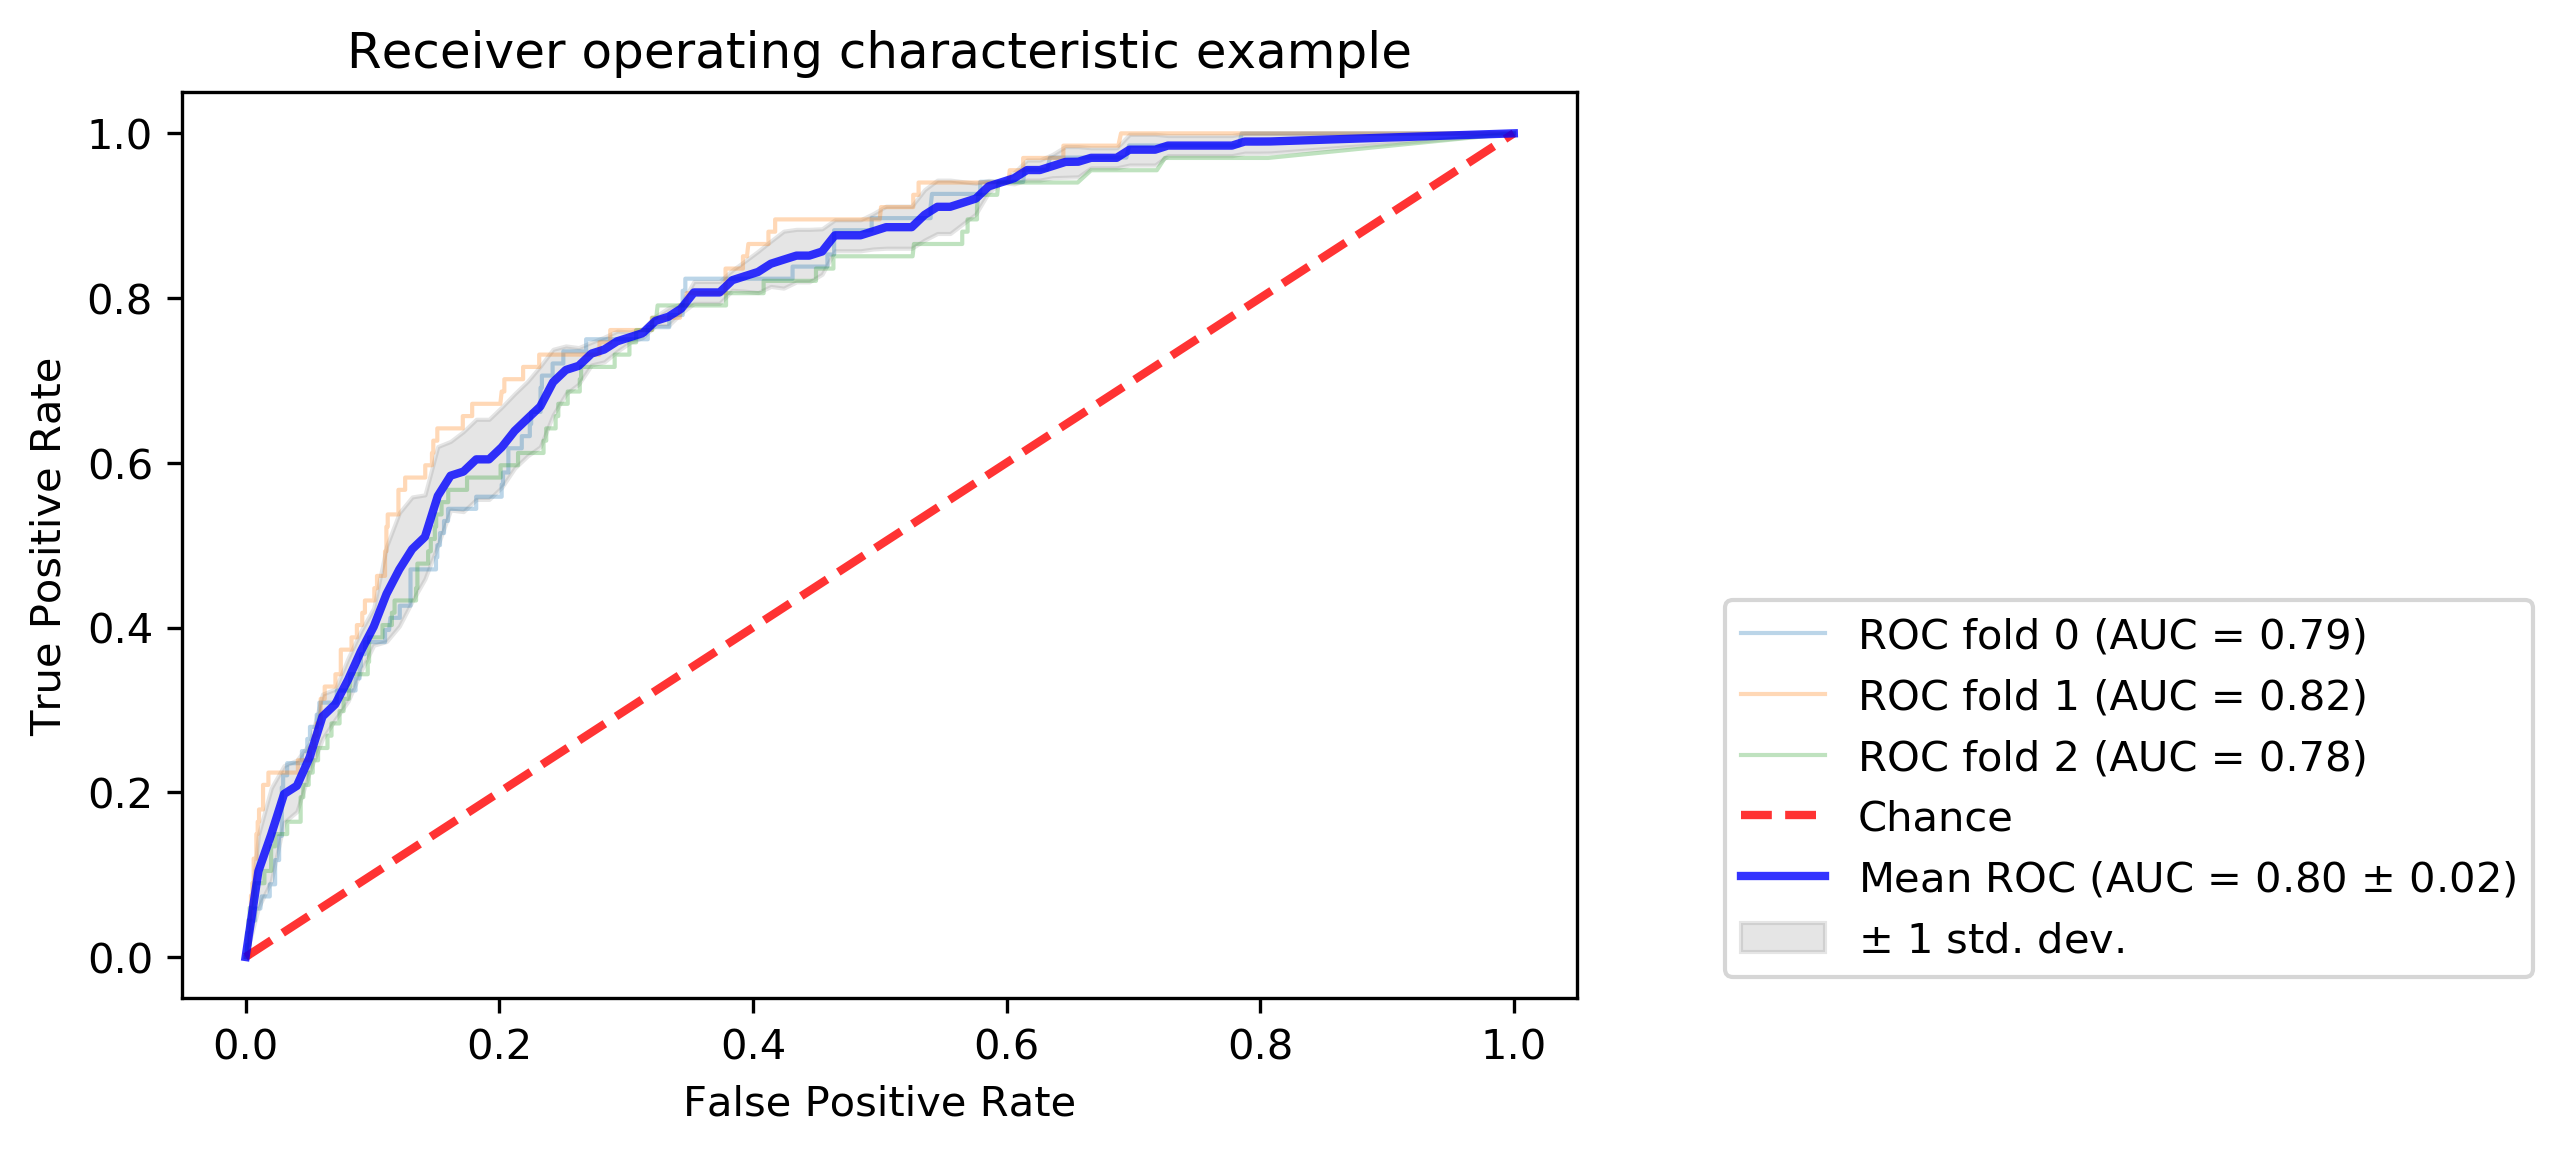 Receiver operating characteristic example
1.0
0.8
0.6
0.4
0.2
0.0
True Positive Rate
0.0 0.2 0.4 0.6 0.8 1.0
False Positive Rate
ROC fold 0 (AUC = 0.79)
ROC fold 1 (AUC = 0.82)
ROC fold 2 (AUC = 0.78)
Chance
Mean ROC (AUC = 0.80 ± 0.02)
± 1 std. dev.